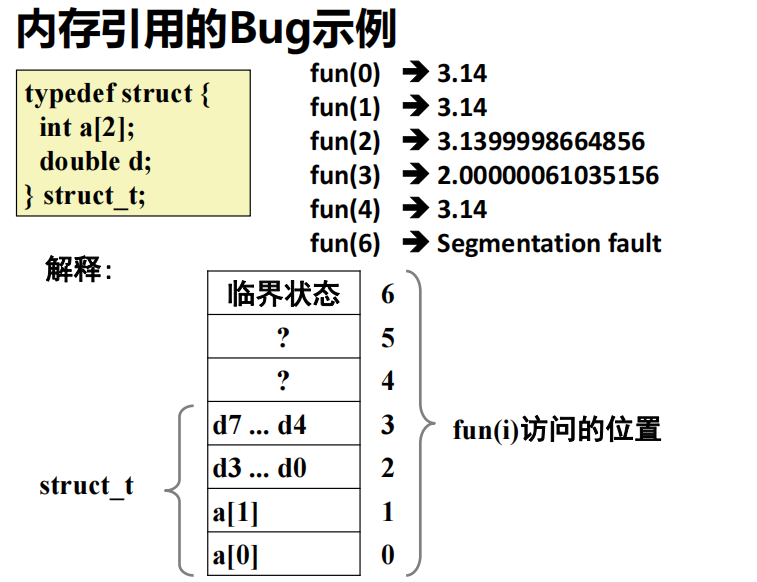 内存引用的Bug示例
typedef struct {
int a[2];
double d;
} struct_t;
fun(0) ➔ 3.14
fun(1) ➔ 3.14
fun(2) ➔ 3.1399998664856
fun(3) ➔ 2.00000061035156
fun(4) ➔ 3.14
fun(6) ➔ Segmentation fault
解释:
临界状态 6
? 5
? 4
d7 ... d4 3
d3 ... d0 2
a[1] 1
a[0] 0
struct_t
fun(i)访问的位置